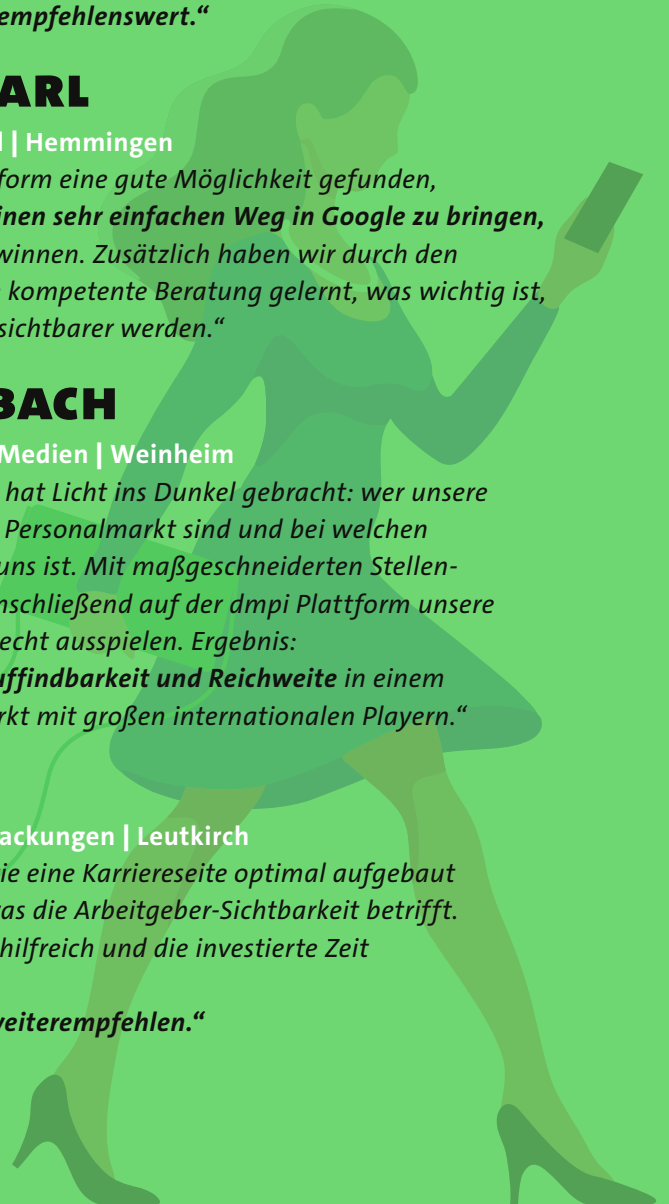 empfehlenswert.“
ARL
| Hemmingen
form eine gute Möglichkeit gefunden,
inen sehr einfachen Weg in Google zu bringen,
winnen. Zusätzlich haben wir durch den
kompetente Beratung gelernt, was wichtig ist,
sichtbarer werden.“
BACH
Medien | Weinheim
hat Licht ins Dunkel gebracht: wer unsere
Personalmarkt sind und bei welchen
uns ist. Mit maßgeschneiderten Stellen-
nschließend auf der dmpi Plattform unsere
echt ausspielen. Ergebnis:
uffindbarkeit und Reichweite in einem
rkt mit großen internationalen Playern.“
ackungen | Leutkirch
ie eine Karriereseite optimal aufgebaut
as die Arbeitgeber-Sichtbarkeit betrifft.
hilfreich und die investierte Zeit
weiterempfehlen.“